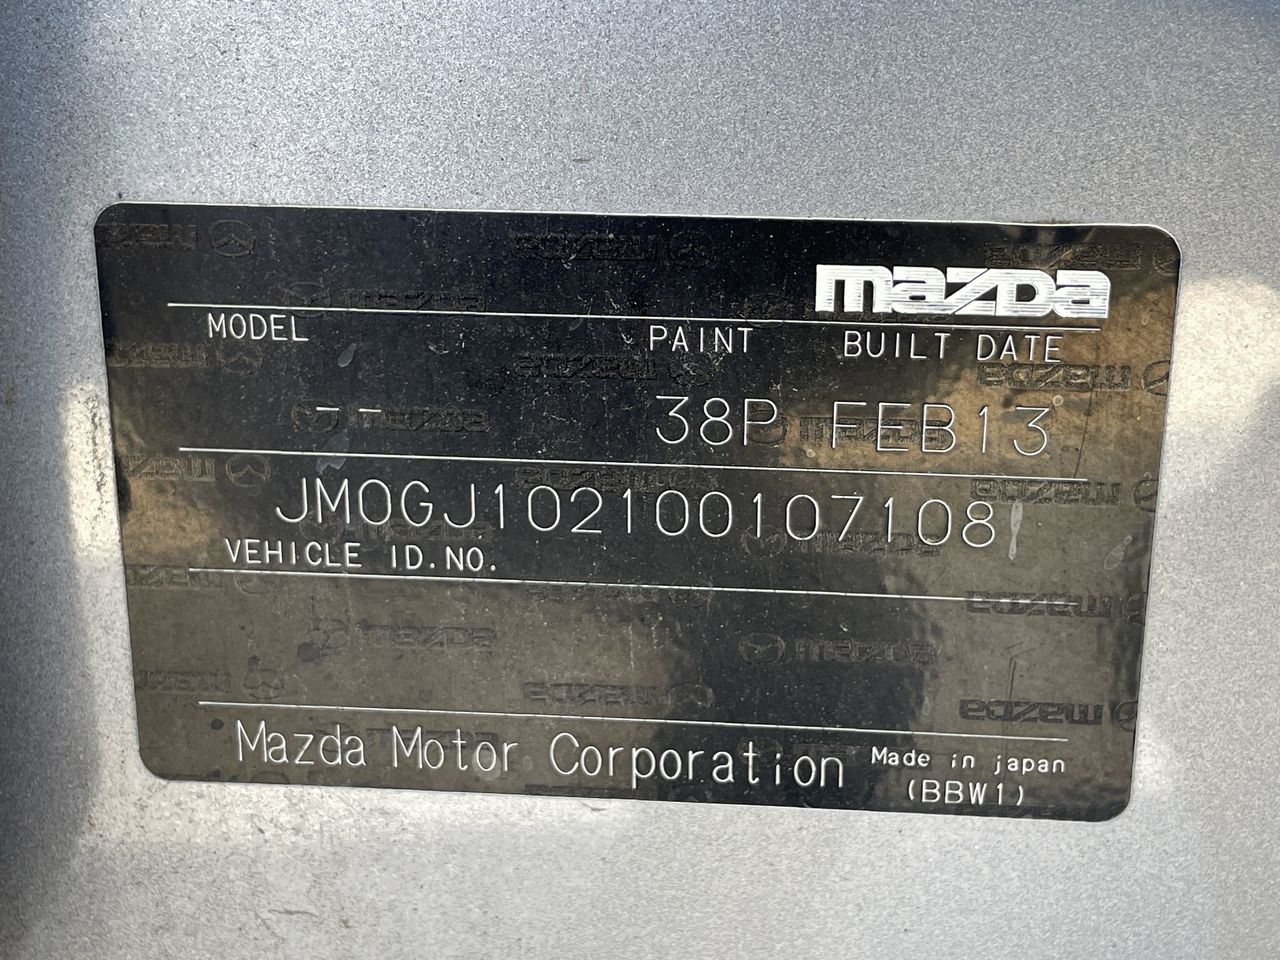 mazda
MODEL PAINT BUILT DATE
-- 38P FEB13
JM0GJ102100107108
VEHICLE ID.NO.
Mazda Motor Corporation Made in japan
(BBW1)